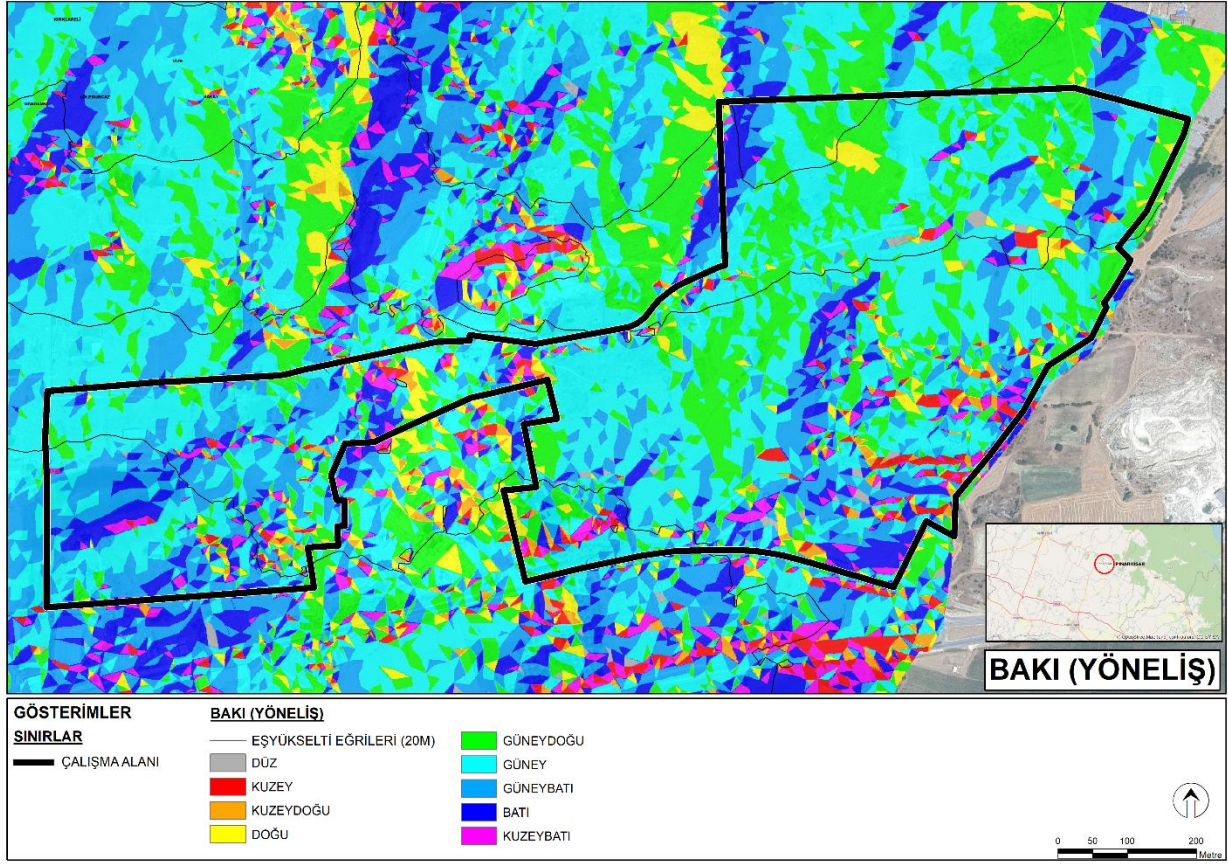 KIRKLARELİ
PINARHİSAR
BAKI (YÖNELİŞ)
GÖSTERİMLER
SINIRLAR
ÇALIŞMA ALANI
BAKI (YÖNELİŞ)
EŞYÜKSELTİ EĞRİLERİ (20M)
DÜZ
KUZEY
KUZEYDOĞU
DOĞU
GÜNEYDOĞU
GÜNEY
GÜNEYBATI
BATI
KUZEYBATI
0 50 100 200
Metre